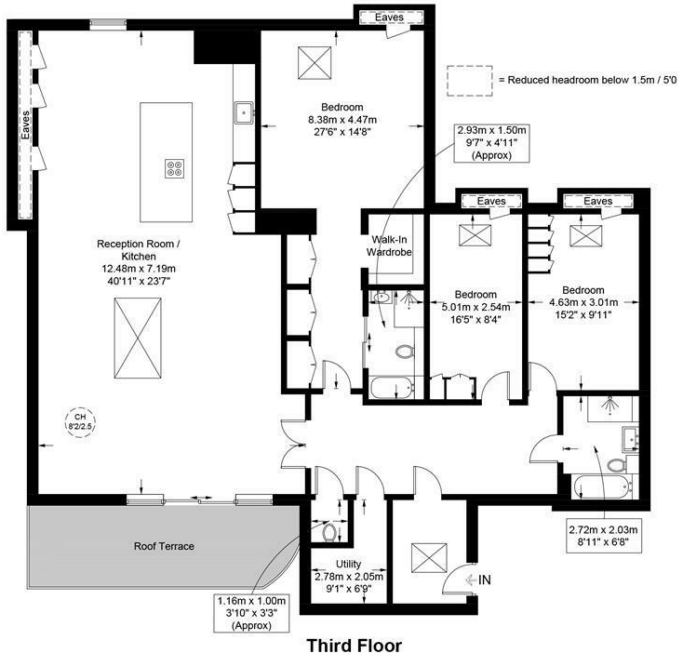 Eaves
= Reduced headroom below 1.5m / 5'0
Eaves
Bedroom
8.38m x 4.47m
27'6" x 14'8"
2.93m x 1.50m
9'7" x 4'11"
(Approx)
Eaves
Eaves
Reception Room /
Kitchen
12.48m x 7.19m
40'11" x 23'7"
Walk-In
Wardrobe
Bedroom
5.01m x 2.54m
16'5" x 8'4"
Bedroom
4.63m x 3.01m
15'2" x 9'11"
CH
8'2/2.5
Roof Terrace
2.72m x 2.03m
8'11" x 6'8"
Utility
2.78m x 2.05m
9'1" x 6'9"
IN
1.16m x 1.00m
3'10" x 3'3"
(Approx)
Third Floor